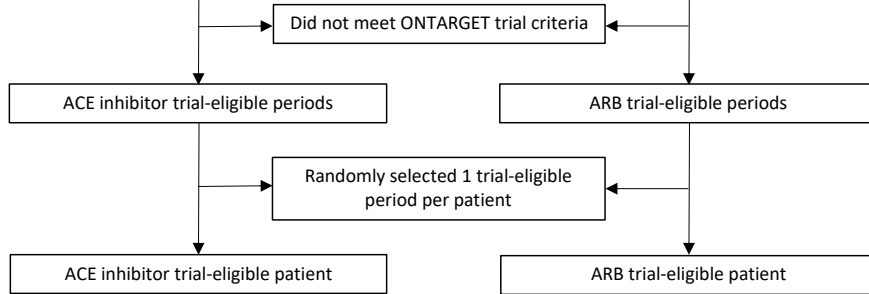 Did not meet ONTARGET trial criteria
ACE inhibitor trial-eligible periods
ARB trial-eligible periods
Randomly selected 1 trial-eligible
period per patient
ACE inhibitor trial-eligible patient
ARB trial-eligible patient